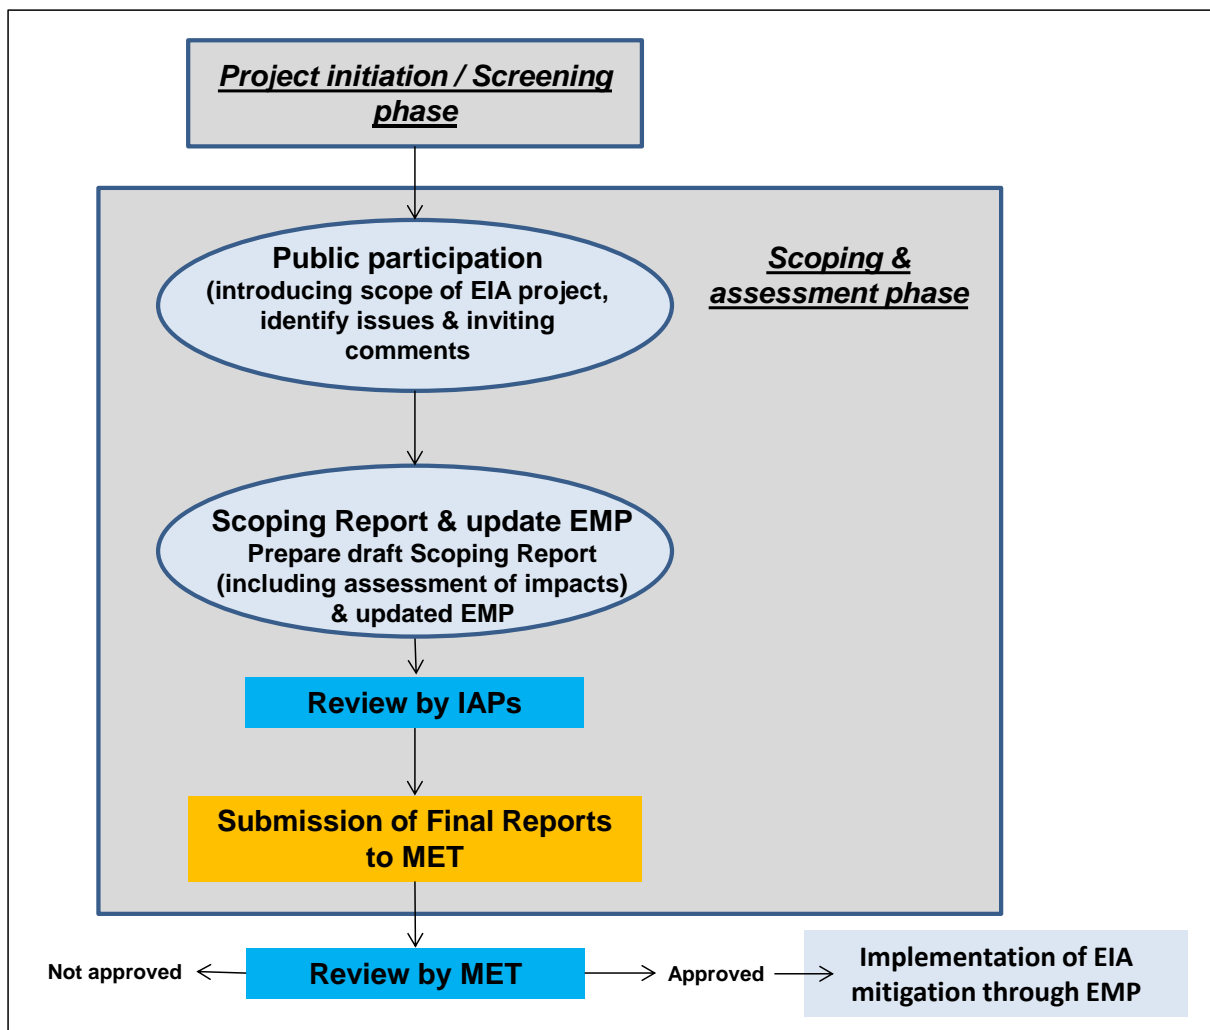 Project initiation / Screening
phase
Public participation
(introducing scope of EIA project,
identify issues & inviting
comments
Scoping &
assessment phase
Scoping Report & update EMP
Prepare draft Scoping Report
(including assessment of impacts)
& updated EMP
Review by IAPs
Submission of Final Reports
to MET
Not approved
Review by MET
Approved
Implementation of EIA
mitigation through EMP